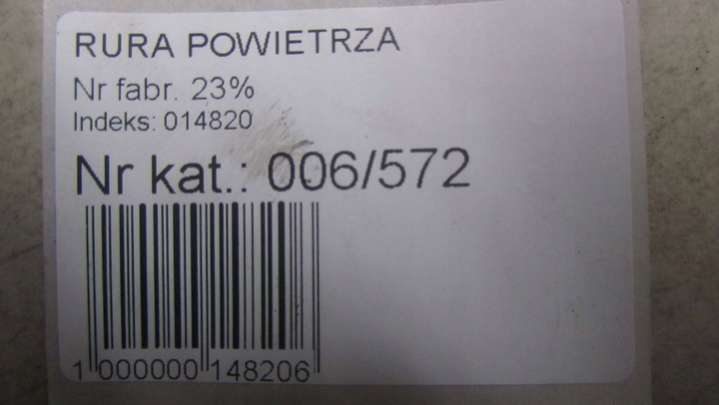 RURA POWIETRZA
Nr fabr. 23%
Indeks: 014820
Nr kat.: 006/572
1 000000 148206